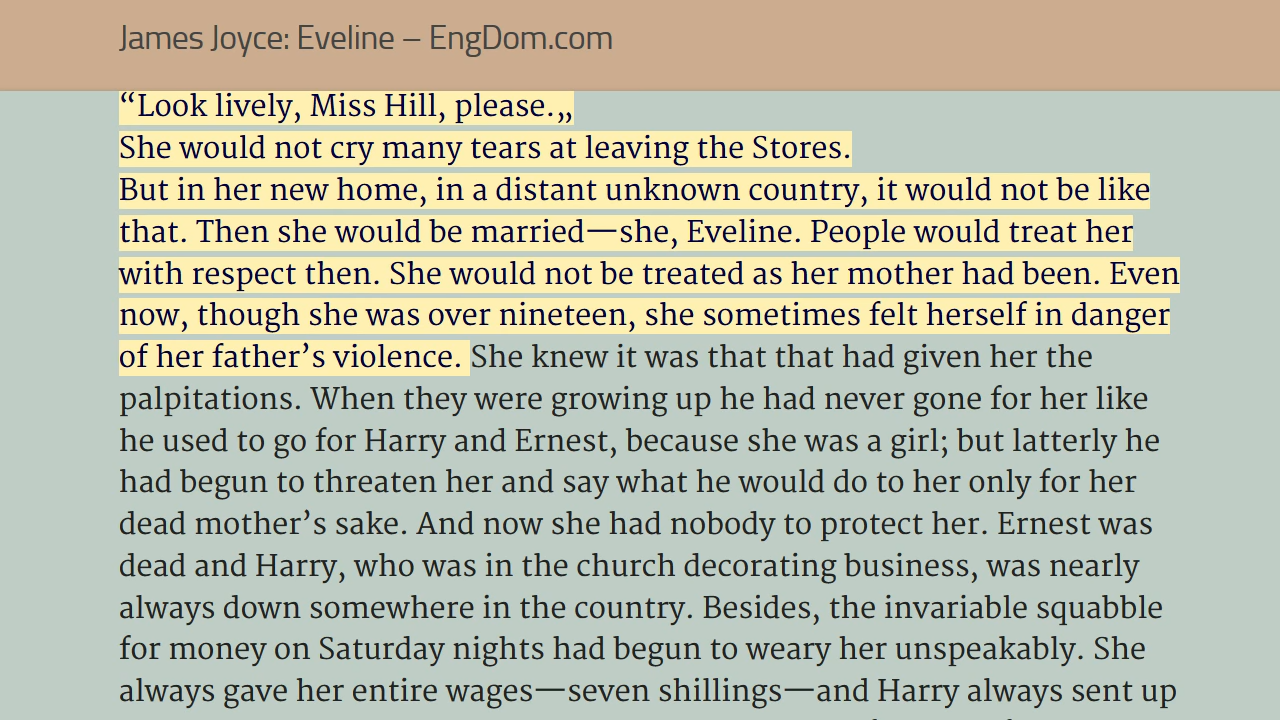 James Joyce: Eveline – EngDom.com
“Look lively, Miss Hill, please.„
She would not cry many tears at leaving the Stores.
But in her new home, in a distant unknown country, it would not be like
that. Then she would be married—she, Eveline. People would treat her
with respect then. She would not be treated as her mother had been. Even
now, though she was over nineteen, she sometimes felt herself in danger
of her father’s violence. She knew it was that that had given her the
palpitations. When they were growing up he had never gone for her like
he used to go for Harry and Ernest, because she was a girl; but latterly he
had begun to threaten her and say what he would do to her only for her
dead mother’s sake. And now she had nobody to protect her. Ernest was
dead and Harry, who was in the church decorating business, was nearly
always down somewhere in the country. Besides, the invariable squabble
for money on Saturday nights had begun to weary her unspeakably. She
always gave her entire wages—seven shillings—and Harry always sent up